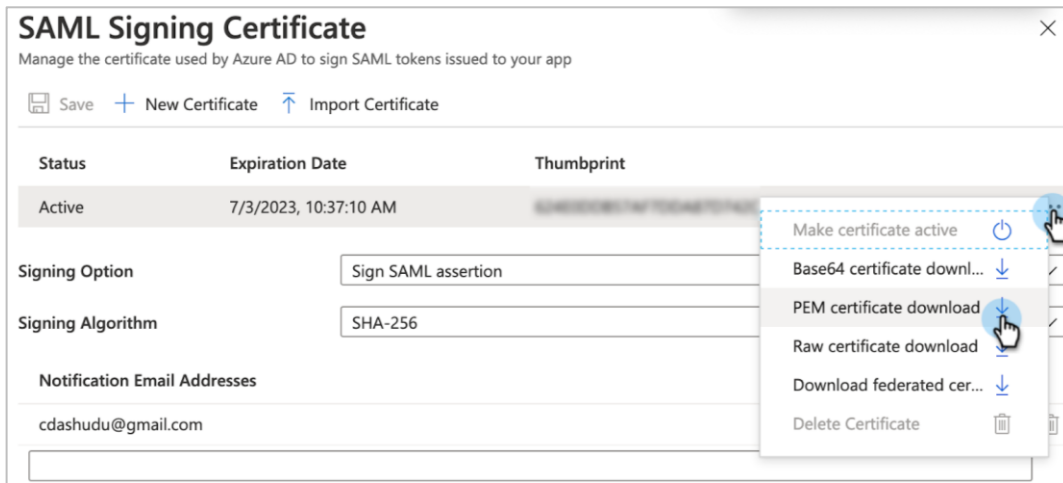 SAML Signing Certificate
Manage the certificate used by Azure AD to sign SAML tokens issued to your app
Save New Certificate Import Certificate
Status Expiration Date Thumbprint
Active 7/3/2023, 10:37:10 AM
Make certificate active
Signing Option Sign SAML assertion Base64 certificate downl...
PEM certificate download
Signing Algorithm SHA-256
Raw certificate download
Notification Email Addresses Download federated cer...
cdashudu@gmail.com Delete Certificate